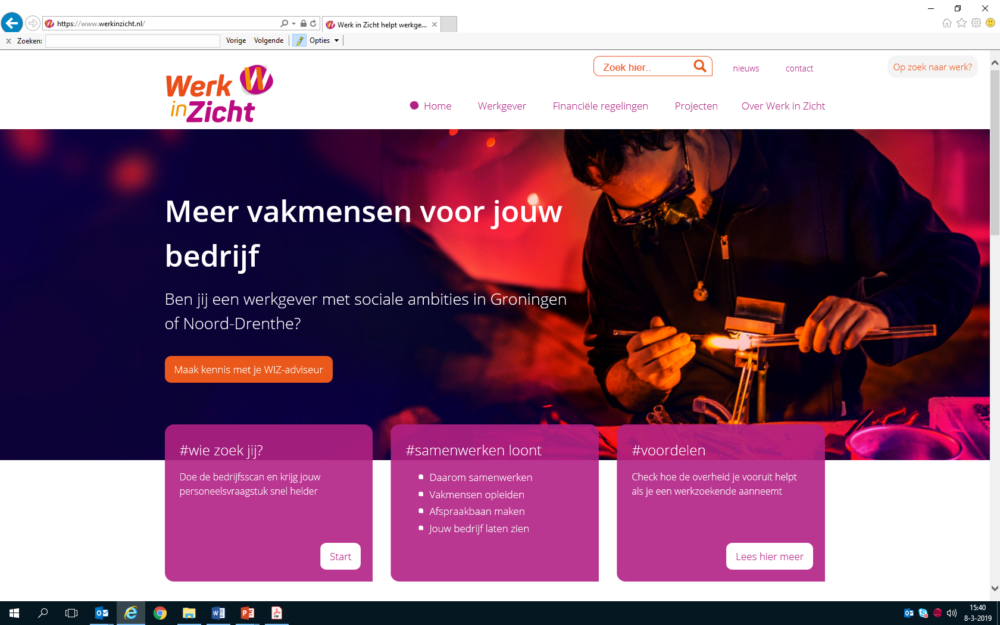 https://www.werkinzicht.nl/
Werk in Zicht helpt werkge...
x Zoeken:
Vorige Volgende Opties
Werk
in Zicht
Zoek hier..
nieuws
contact
Op zoek naar werk?
Home
Werkgever
Financiële regelingen
Projecten
Over Werk in Zicht
Meer vakmensen voor jouw
bedrijf
Ben jij een werkgever met sociale ambities in Groningen
of Noord-Drenthe?
Maak kennis met je WIZ-adviseur
#wie zoek jij?
Doe de bedrijfsscan en krijg jouw
personeelsvraagstuk snel helder
Start
#samenwerken loont
Daarom samenwerken
Vakmensen opleiden
Afspraakbaan maken
Jouw bedrijf laten zien
#voordelen
Check hoe de overheid je vooruit helpt
als je een werkzoekende aanneemt
Lees hier meer
15:40
8-3-2019